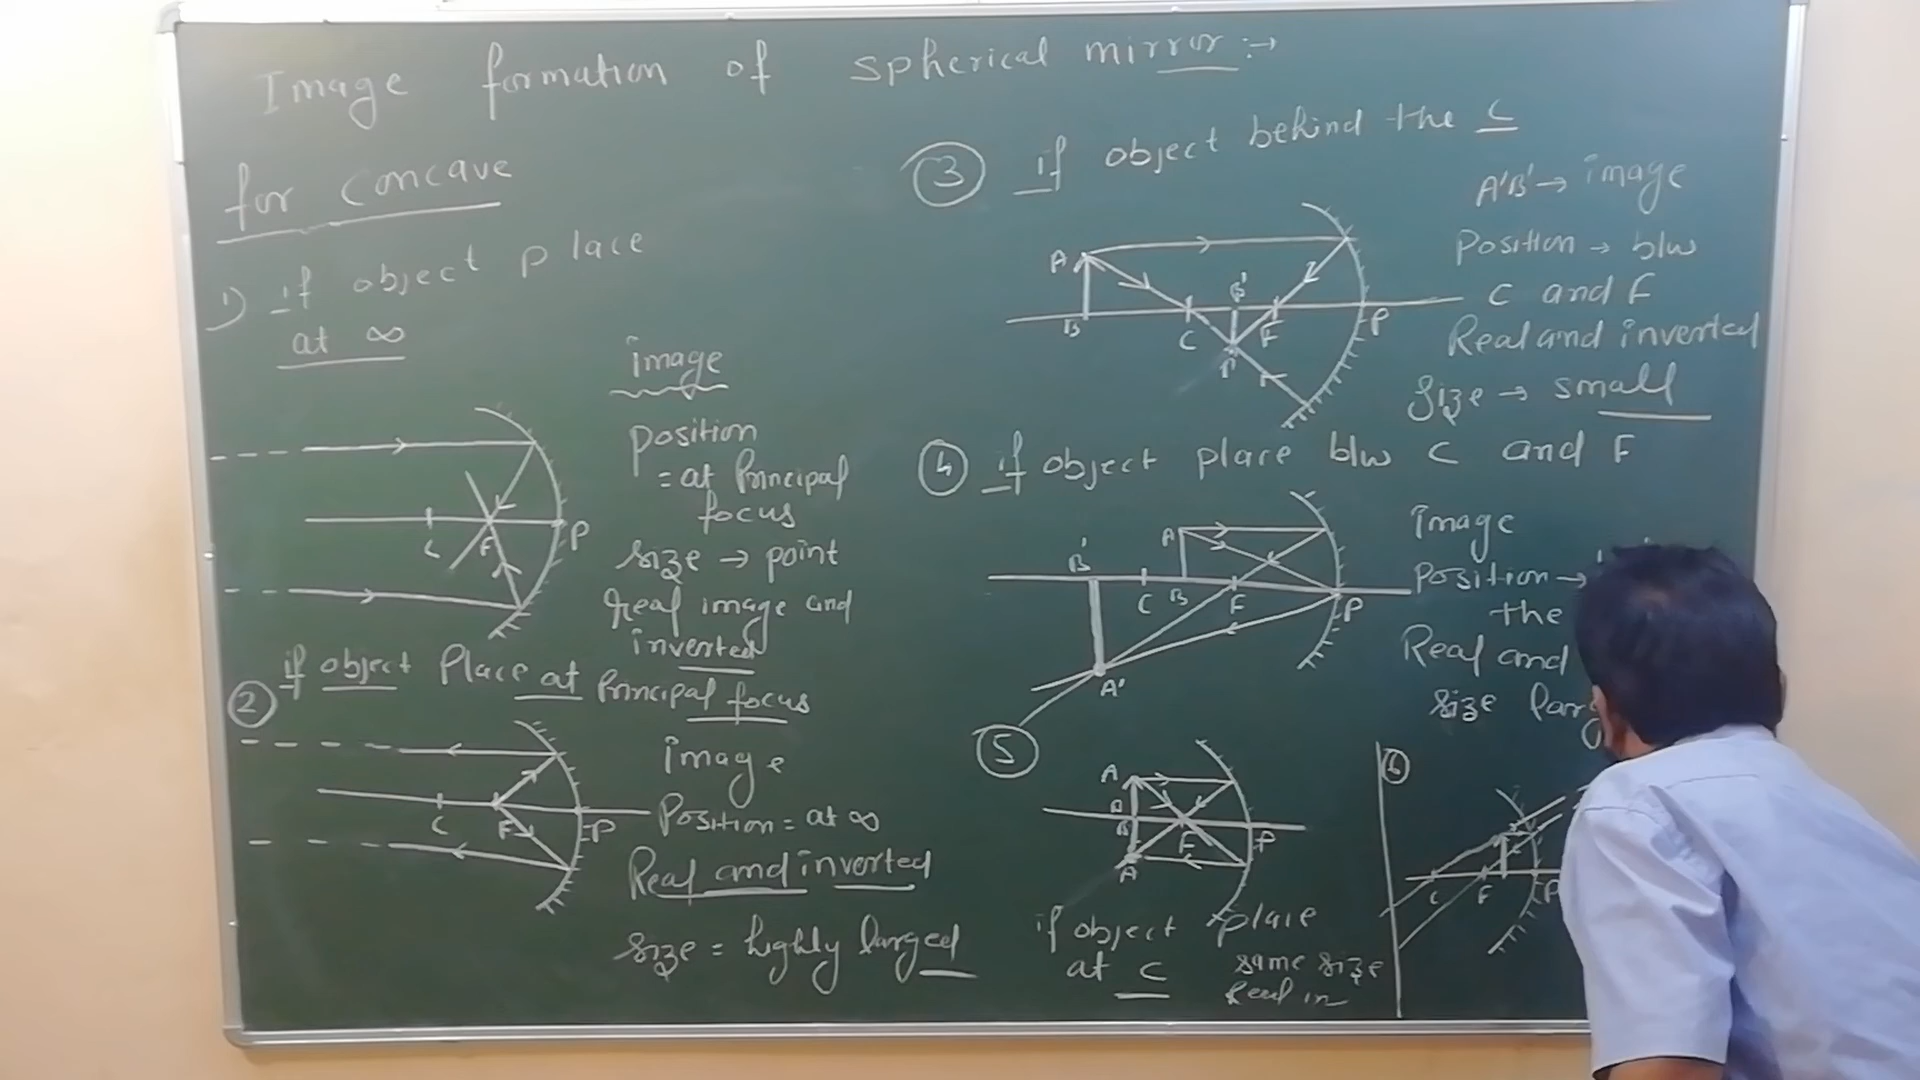 Image formation of spherical mirror :→
for concave
1) if object place
at ∞
image
position
= at Principal
focus
size → point
real image and
inverted
2 if object Place at Principal focus
image
Position = at ∞
Real and inverted
size = highly larged
C F P
C F P
3 if object behind the C
A'B' → image
Position → b/w
C and F
Real and inverted
Size → small
A B C B' F P
4 if object place b/w C and F
Image
Position →
the
Real and
size
B' A C B F P A'
5
A B F P A
if object place
at C
same size
Real in
6
C F P